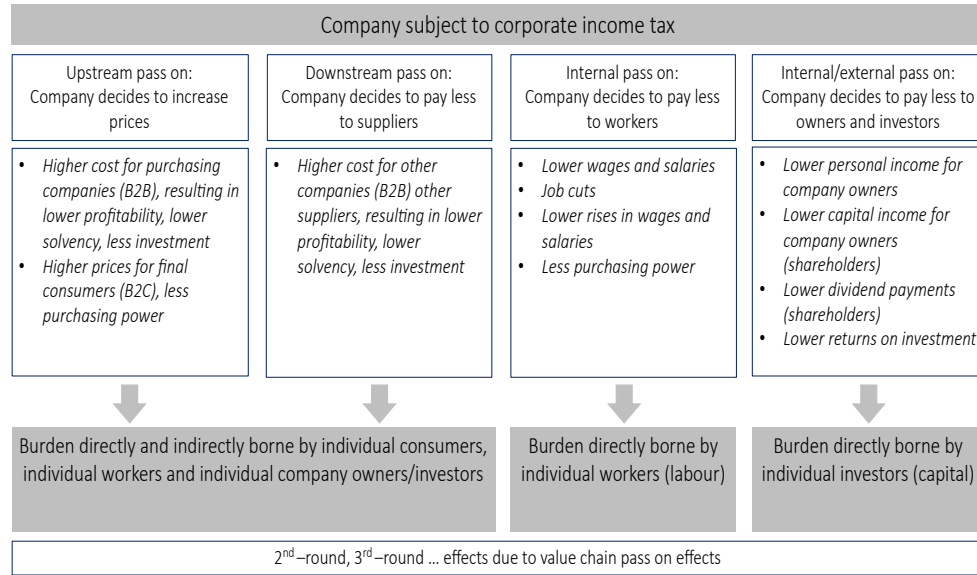 Company subject to corporate income tax
Upstream pass on:
Company decides to increase
prices
Downstream pass on:
Company decides to pay less
to suppliers
Internal pass on:
Company decides to pay less
to workers
Internal/external pass on:
Company decides to pay less to
owners and investors
• Higher cost for purchasing
companies (B2B), resulting in
lower profitability, lower
solvency, less investment
• Higher prices for final
consumers (B2C), less
purchasing power
• Higher cost for other
companies (B2B) other
suppliers, resulting in lower
profitability, lower
solvency, less investment
• Lower wages and salaries
• Job cuts
• Lower rises in wages and
salaries
• Less purchasing power
• Lower personal income for
company owners
• Lower capital income for
company owners
(shareholders)
• Lower dividend payments
(shareholders)
• Lower returns on investment
Burden directly and indirectly borne by individual consumers,
individual workers and individual company owners/investors
Burden directly borne by
individual workers (labour)
Burden directly borne by
individual investors (capital)
2nd–round, 3rd–round ... effects due to value chain pass on effects